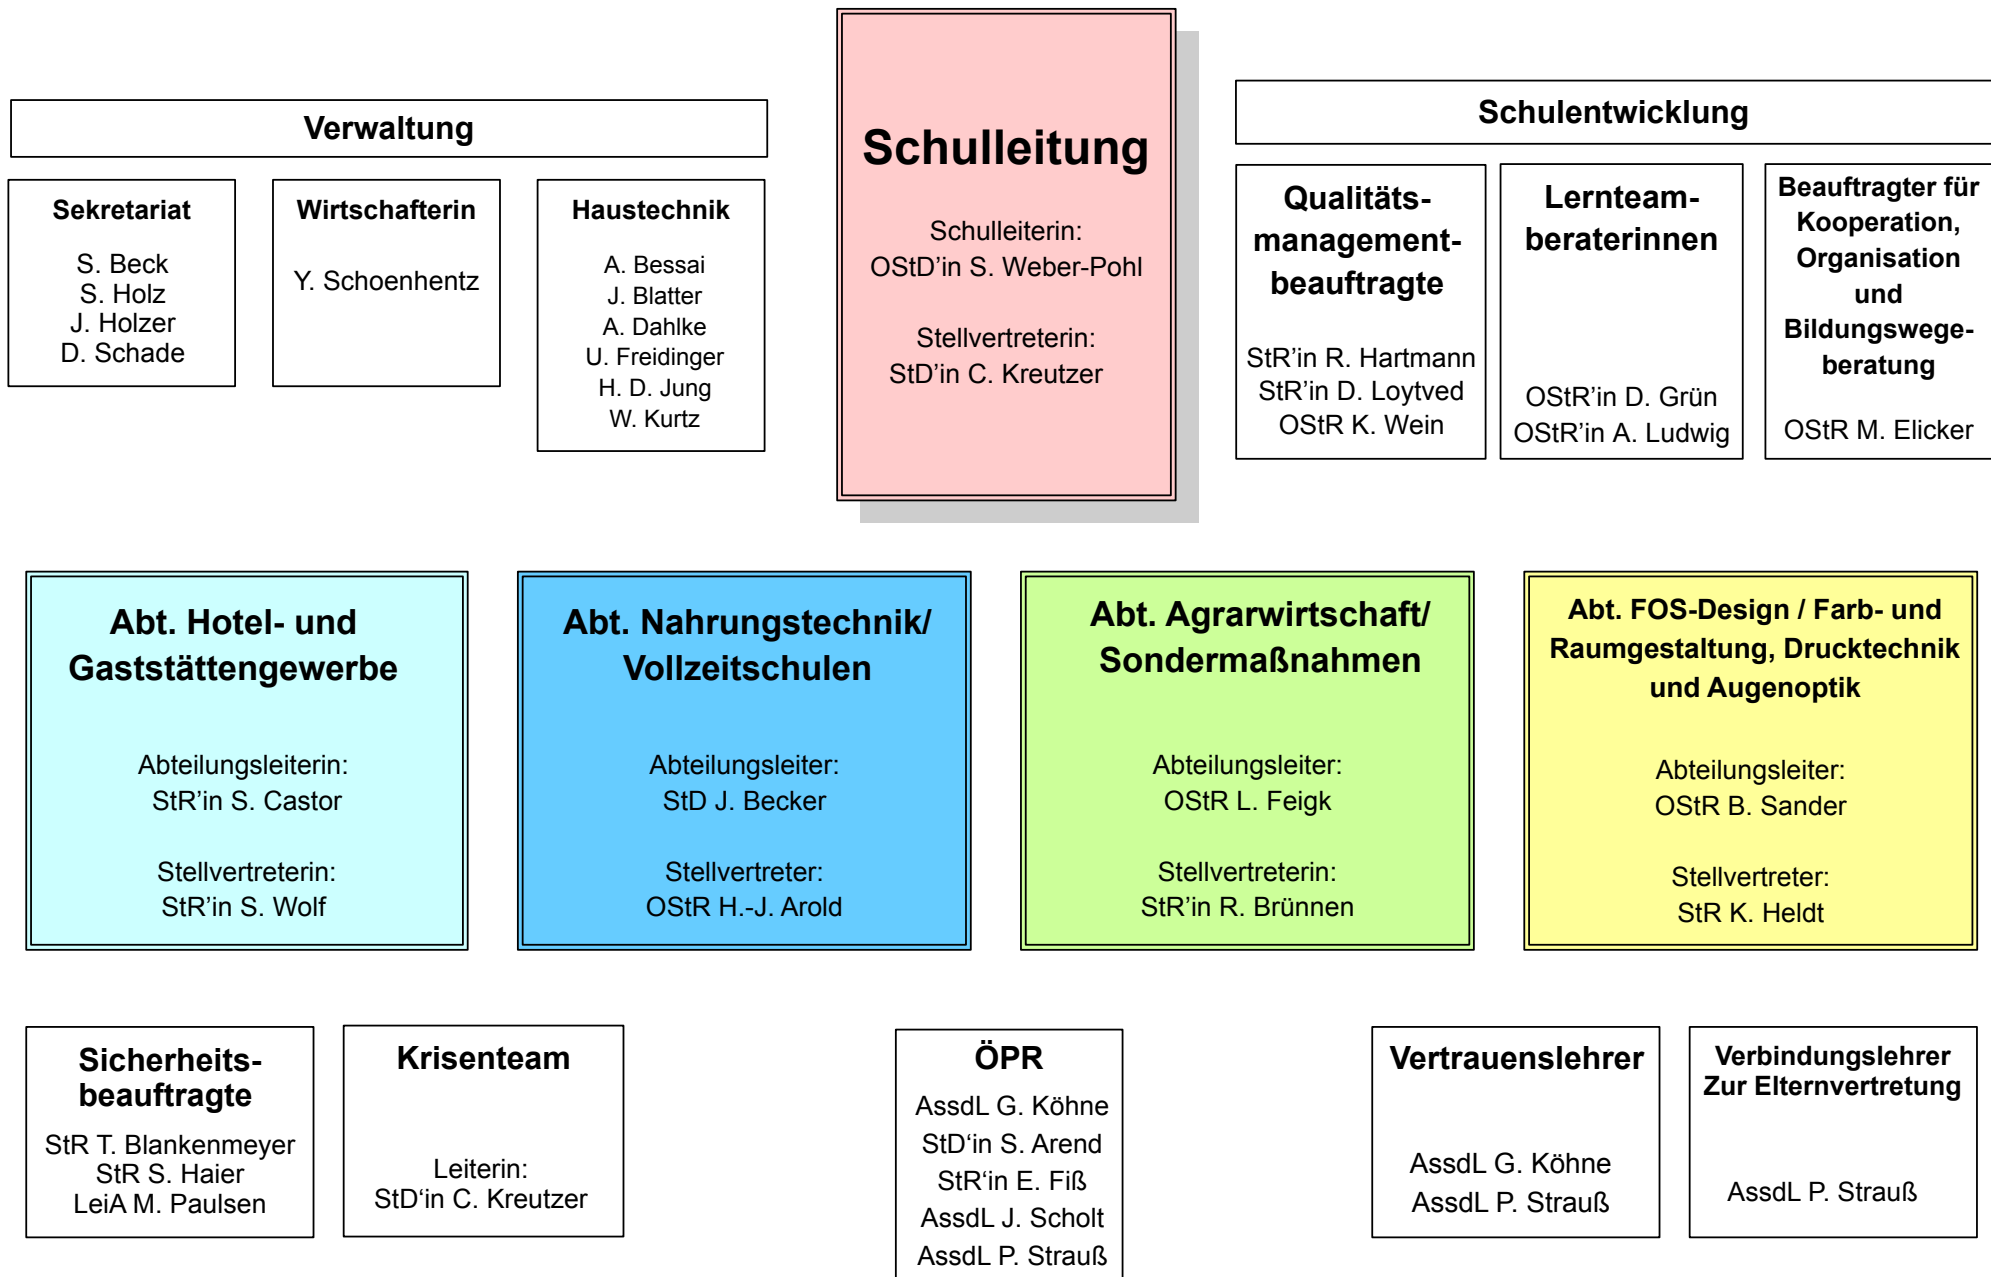 Schulleitung
Schulleiterin:
OStD’in S. Weber-Pohl
Stellvertreterin:
StD’in C. Kreutzer
Verwaltung
Sekretariat
S. Beck
S. Holz
J. Holzer
D. Schade
Wirtschafterin
Y. Schoenhentz
Haustechnik
A. Bessai
J. Blatter
A. Dahlke
U. Freidinger
H. D. Jung
W. Kurtz
Schulentwicklung
Qualitäts-
management-
beauftragte
StR’in R. Hartmann
StR’in D. Loytved
OStR K. Wein
Lernteam-
beraterinnen
OStR’in D. Grün
OStR’in A. Ludwig
Beauftragter für
Kooperation,
Organisation
und
Bildungswege-
beratung
OStR M. Elicker
Abt. Hotel- und
Gaststättengewerbe
Abteilungsleiterin:
StR’in S. Castor
Stellvertreterin:
StR’in S. Wolf
Abt. Nahrungstechnik/
Vollzeitschulen
Abteilungsleiter:
StD J. Becker
Stellvertreter:
OStR H.-J. Arold
Abt. Agrarwirtschaft/
Sondermaßnahmen
Abteilungsleiter:
OStR L. Feigk
Stellvertreterin:
StR’in R. Brünnen
Abt. FOS-Design / Farb- und
Raumgestaltung, Drucktechnik
und Augenoptik
Abteilungsleiter:
OStR B. Sander
Stellvertreter:
StR K. Heldt
Sicherheits-
beauftragte
StR T. Blankenmeyer
StR S. Haier
LeiA M. Paulsen
Krisenteam
Leiterin:
StD‘in C. Kreutzer
ÖPR
AssdL G. Köhne
StD‘in S. Arend
StR‘in E. Fiß
AssdL J. Scholt
AssdL P. Strauß
Vertrauenslehrer
AssdL G. Köhne
AssdL P. Strauß
Verbindungslehrer
Zur Elternvertretung
AssdL P. Strauß